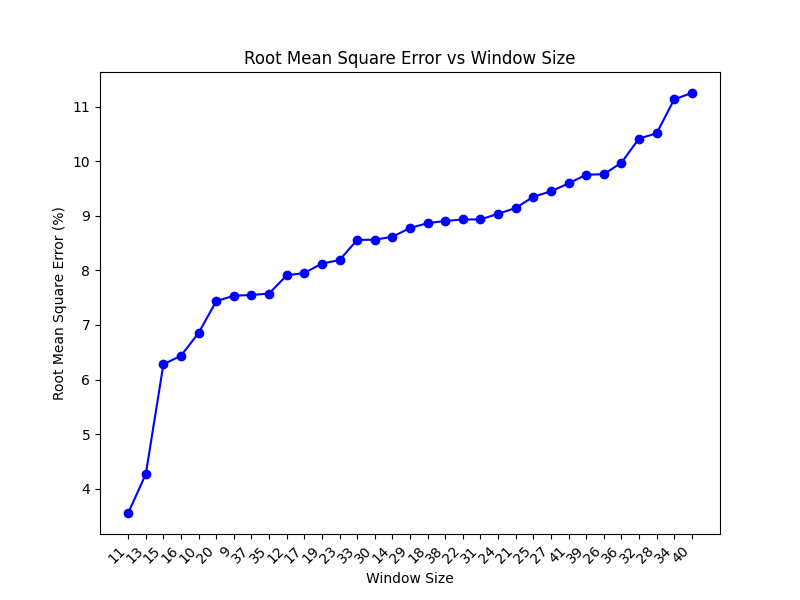 Root Mean Square Error vs Window Size
Root Mean Square Error (%)
11
10
9
8
7
6
5
4
11 13 15 16 10 20 9 37 35 12 17 19 23 33 30 14 29 18 38 22 31 24 21 25 27 41 39 26 36 32 28 34 40
Window Size